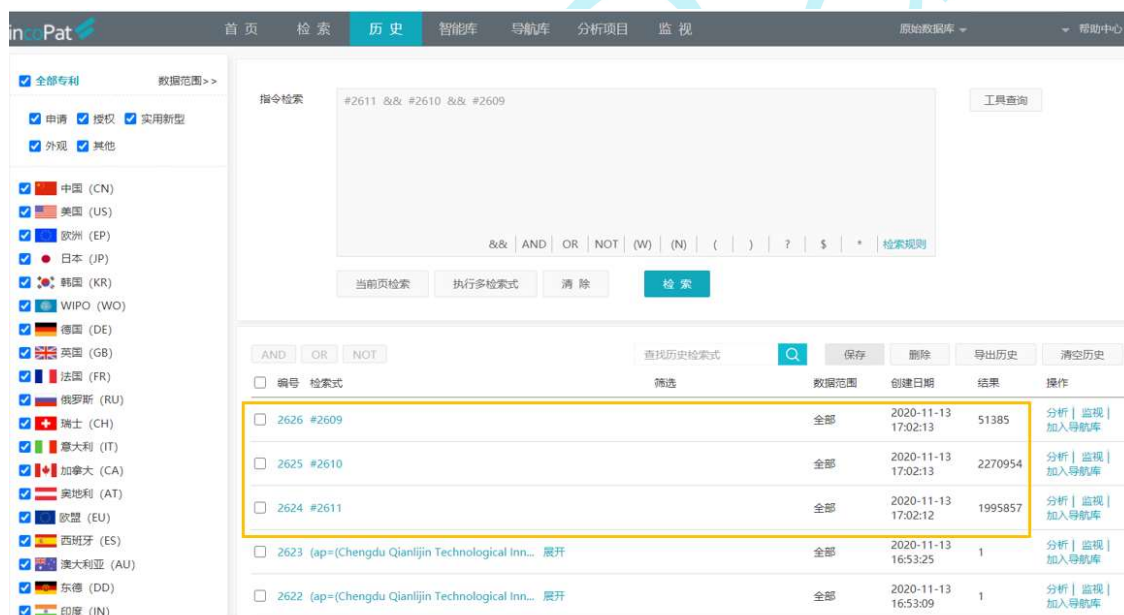 incoPat
首 页 检 索 历 史 智能库 导航库 分析项目 监 视 原始数据库 帮助中心
全部专利 数据范围>>
申请 授权 实用新型
外观 其他
中国 (CN)
美国 (US)
欧洲 (EP)
日本 (JP)
韩国 (KR)
WIPO (WO)
德国 (DE)
英国 (GB)
法国 (FR)
俄罗斯 (RU)
瑞士 (CH)
意大利 (IT)
加拿大 (CA)
奥地利 (AT)
欧盟 (EU)
西班牙 (ES)
澳大利亚 (AU)
东德 (DD)
印度 (IN)
指令检索 #2611 && #2610 && #2609 工具查询
&& AND OR NOT (W) (N) ( ) ? $ * 检索规则
当前页检索 执行多检索式 清 除 检 索
AND OR NOT 查找历史检索式 保存 删除 导出历史 清空历史
编号 检索式 筛选 数据范围 创建日期 结果 操作
2626 #2609 全部 2020-11-13 17:02:13 51385 分析 | 监视 | 加入导航库
2625 #2610 全部 2020-11-13 17:02:13 2270954 分析 | 监视 | 加入导航库
2624 #2611 全部 2020-11-13 17:02:12 1995857 分析 | 监视 | 加入导航库
2623 (ap=(Chengdu Qianlijin Technological Inn... 展开 全部 2020-11-13 16:53:25 1 分析 | 监视 | 加入导航库
2622 (ap=(Chengdu Qianlijin Technological Inn... 展开 全部 2020-11-13 16:53:09 1 分析 | 监视 | 加入导航库